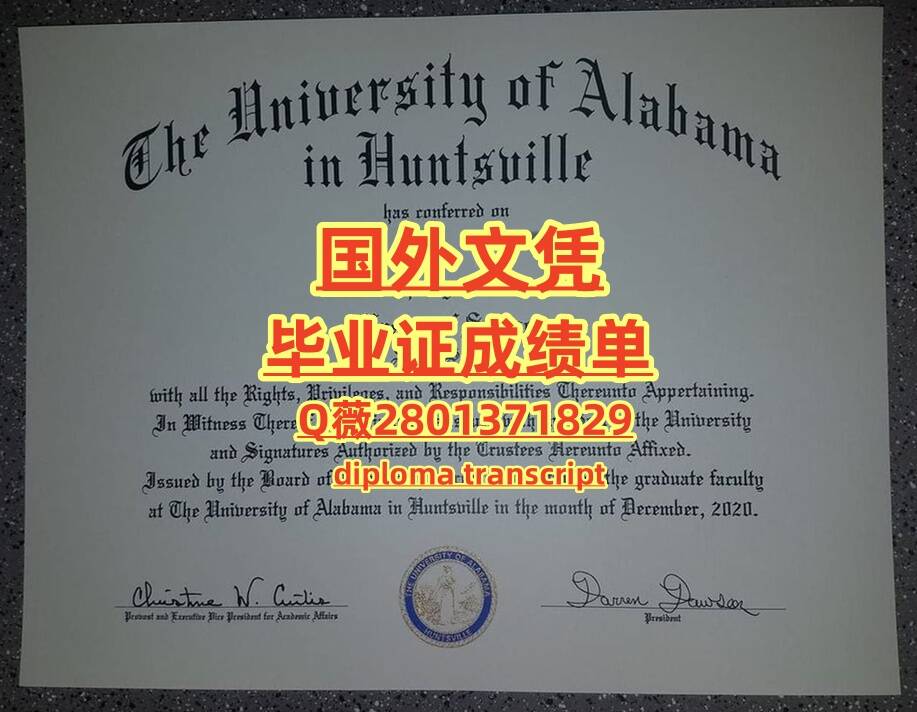 The University of Alabama
in Huntsville
has conferred on
国外文凭
毕业证成绩单
with all the Rights, Privileges, and Responsibilities Thereunto Appertaining.
Q薇2801371829
In Witness the University
and Signatures Authorized by the Trustees Hereunto Affixed.
diploma transcript
Issued by the Board of the graduate faculty
at The University of Alabama in Huntsville in the month of December, 2020.
THE UNIVERSITY OF ALABAMA
HUNTSVILLE
Christine W. Curtis
Provost and Executive Vice President for Academic Affairs
Darren Dawson
President